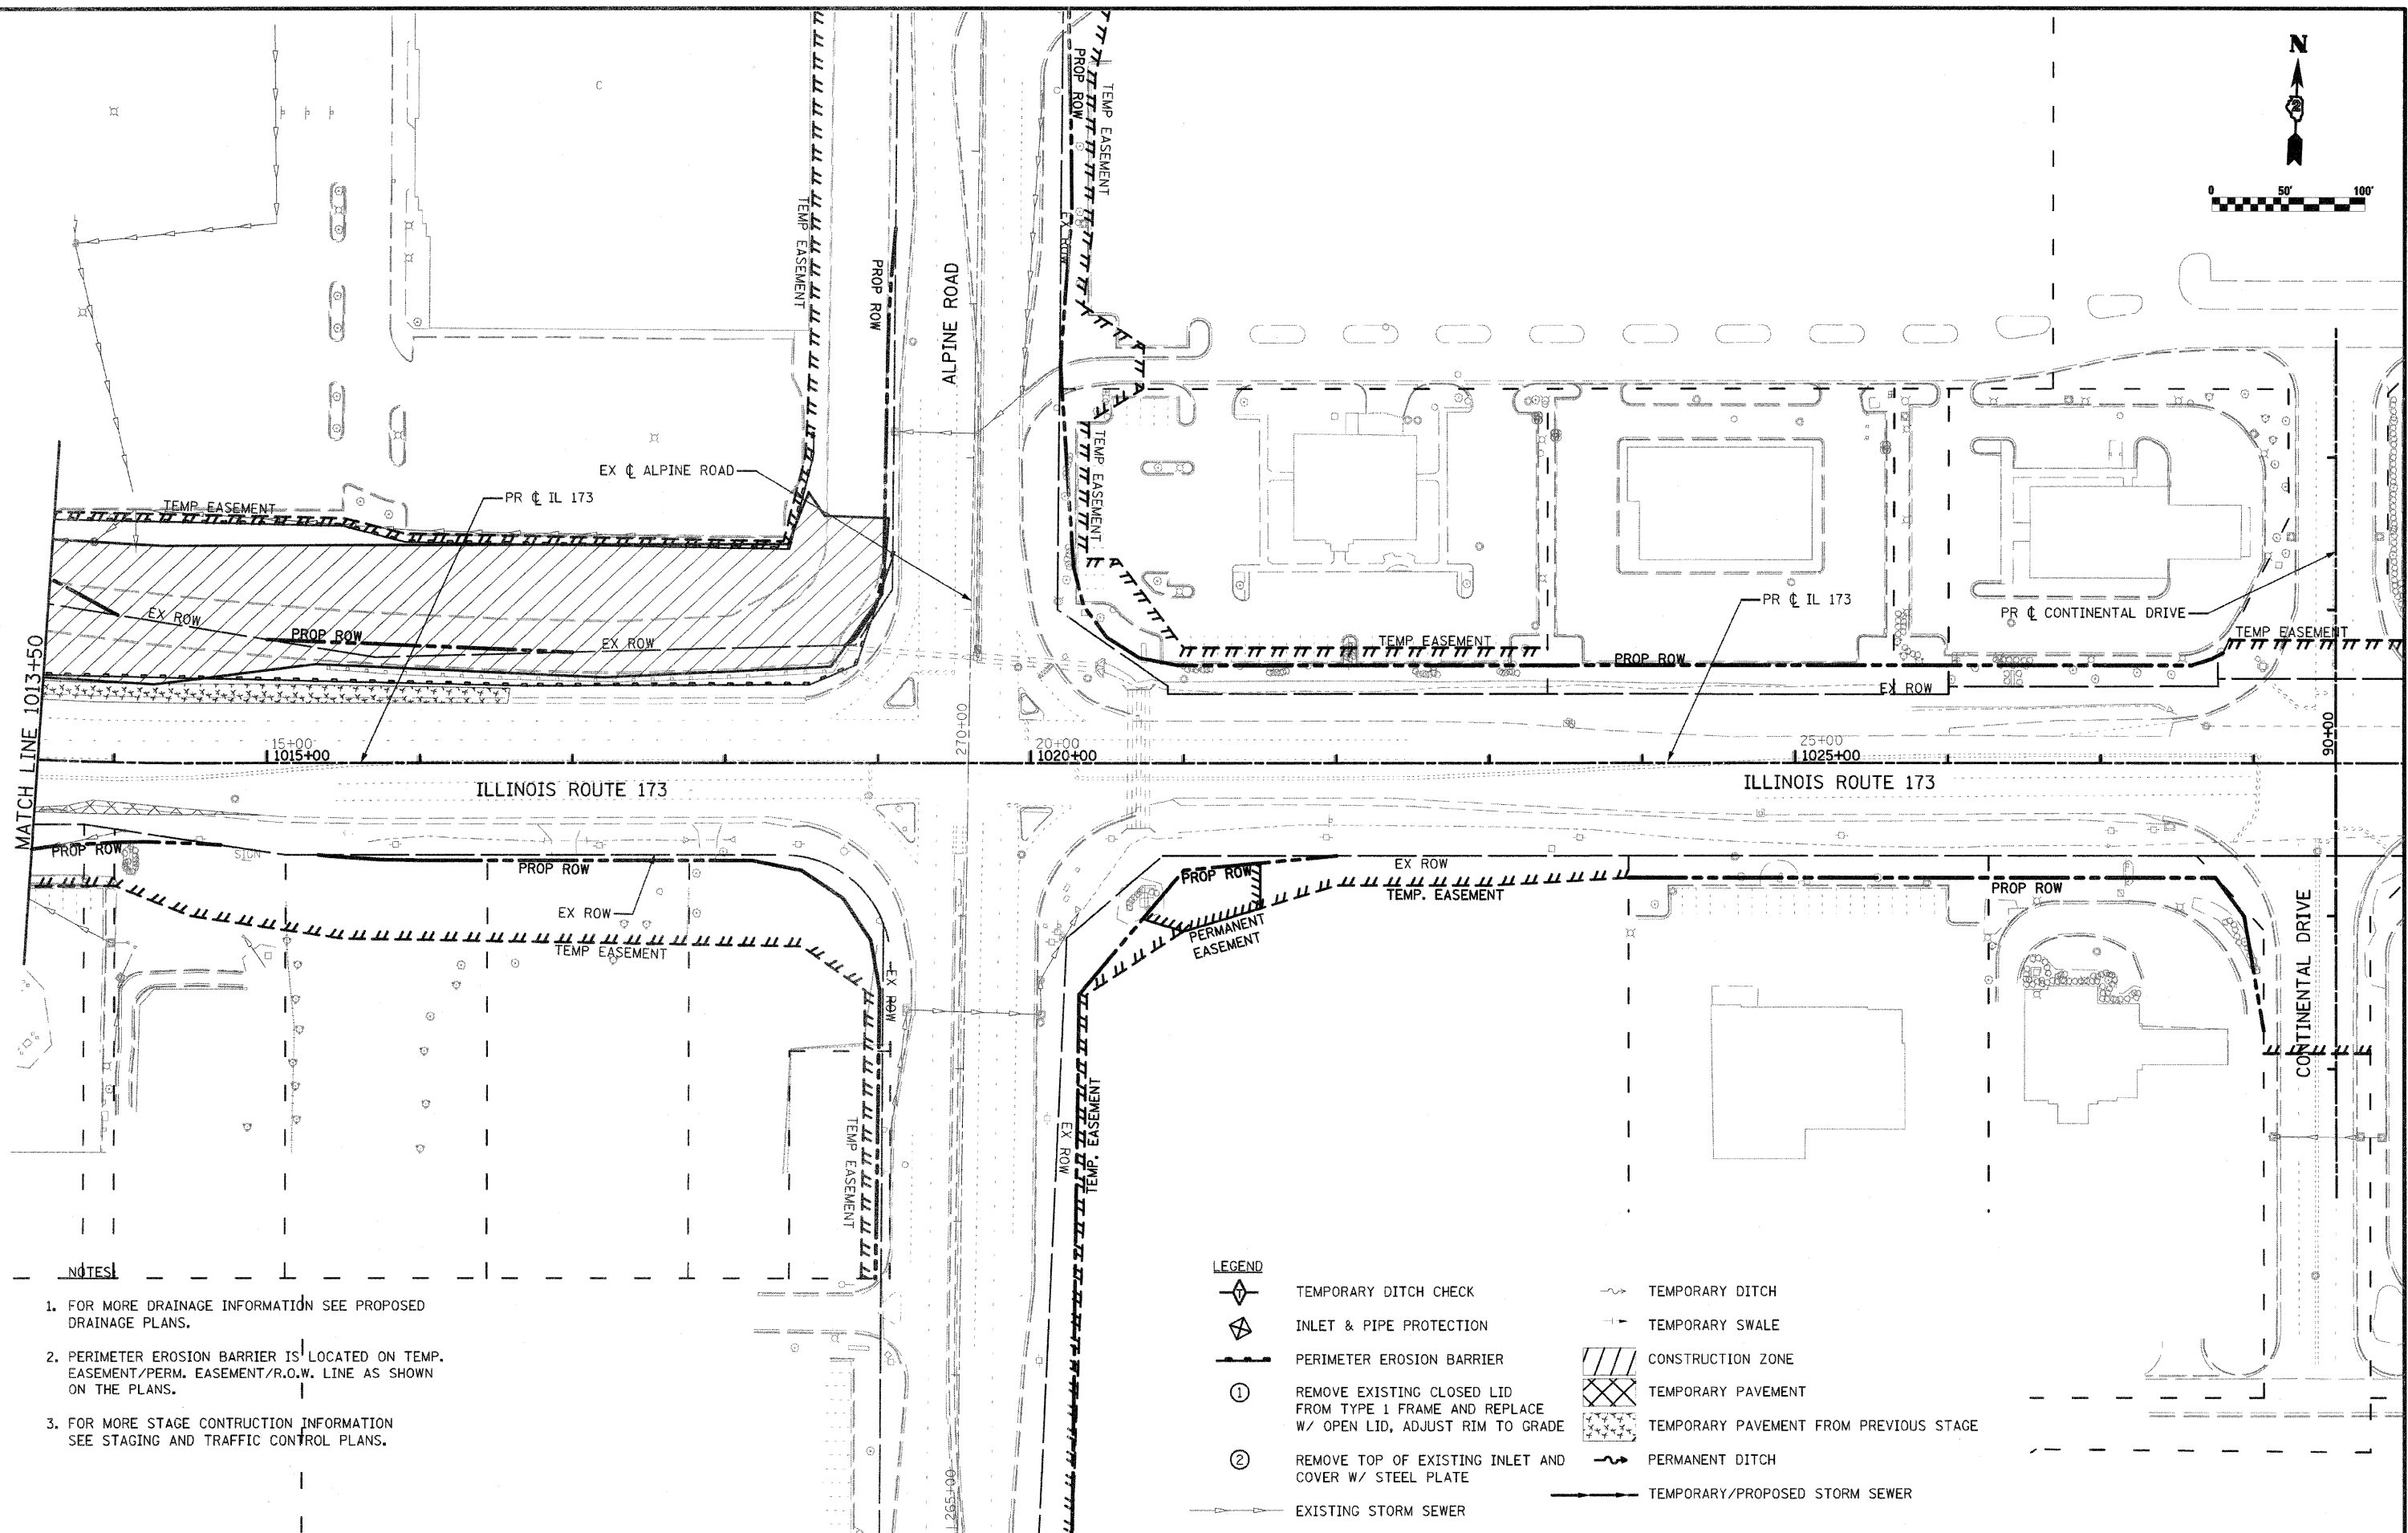 N
2
0 50' 100'
C
PROP ROW
TEMP EASEMENT
TEMP EASEMENT
EX ROW
PROP ROW
ALPINE ROAD
EX ℄ ALPINE ROAD
TEMP EASEMENT
TEMP EASEMENT
PR ℄ IL 173
PR ℄ IL 173
PR ℄ CONTINENTAL DRIVE
EX ROW
PROP ROW
EX ROW
TEMP EASEMENT
PROP ROW
TEMP EASEMENT
EX ROW
MATCH LINE 1013+50
270+00
90+00
15+00
1015+00
20+00
1020+00
25+00
1025+00
ILLINOIS ROUTE 173
ILLINOIS ROUTE 173
PROP ROW
SIGN
PROP ROW
EX ROW
TEMP EASEMENT
EX ROW
PROP ROW
EX ROW
TEMP. EASEMENT
PERMANENT
EASEMENT
PROP ROW
CONTINENTAL DRIVE
TEMP EASEMENT
EX ROW
TEMP. EASEMENT
265+00
NOTES:
1. FOR MORE DRAINAGE INFORMATION SEE PROPOSED
DRAINAGE PLANS.
2. PERIMETER EROSION BARRIER IS LOCATED ON TEMP.
EASEMENT/PERM. EASEMENT/R.O.W. LINE AS SHOWN
ON THE PLANS.
3. FOR MORE STAGE CONTRUCTION INFORMATION
SEE STAGING AND TRAFFIC CONTROL PLANS.
LEGEND
T TEMPORARY DITCH CHECK
INLET & PIPE PROTECTION
PERIMETER EROSION BARRIER
1 REMOVE EXISTING CLOSED LID
FROM TYPE 1 FRAME AND REPLACE
W/ OPEN LID, ADJUST RIM TO GRADE
2 REMOVE TOP OF EXISTING INLET AND
COVER W/ STEEL PLATE
EXISTING STORM SEWER
TEMPORARY DITCH
TEMPORARY SWALE
CONSTRUCTION ZONE
TEMPORARY PAVEMENT
TEMPORARY PAVEMENT FROM PREVIOUS STAGE
PERMANENT DITCH
TEMPORARY/PROPOSED STORM SEWER